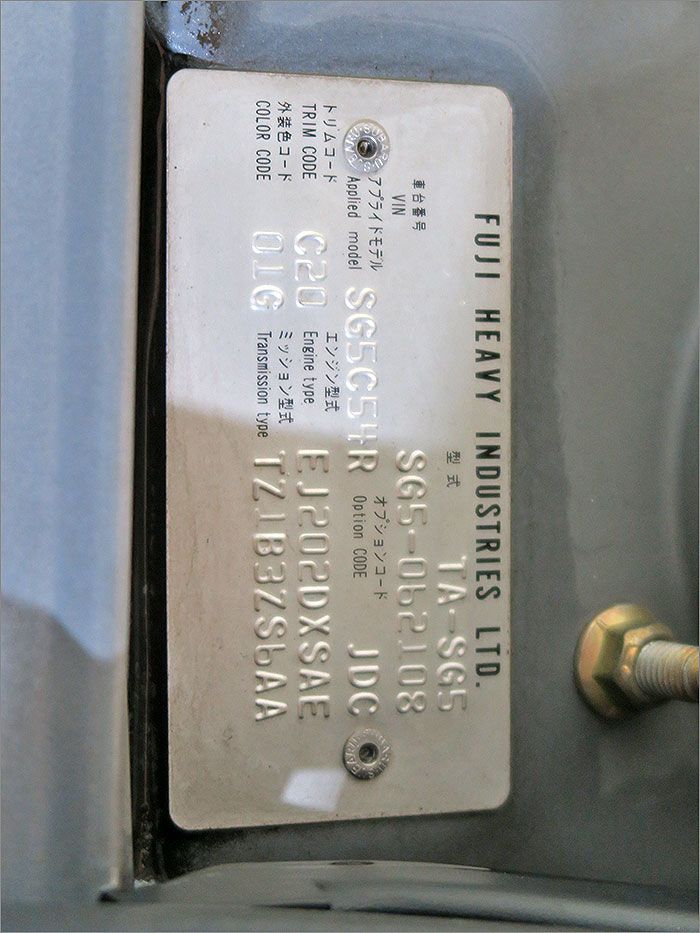 FUJI HEAVY INDUSTRIES LTD.
型式 TA-SG5
車台番号
VIN SG5-062108
アプライドモデル オプションコード
Applied model SG5C54R Option CODE JDC
トリムコード エンジン型式
TRIM CODE C20 Engine type EJ202DXSAE
外装色コード ミッション型式
COLOR CODE 01G Transmission type TZ1B3ZS6AA
SUBARU
SUBARU